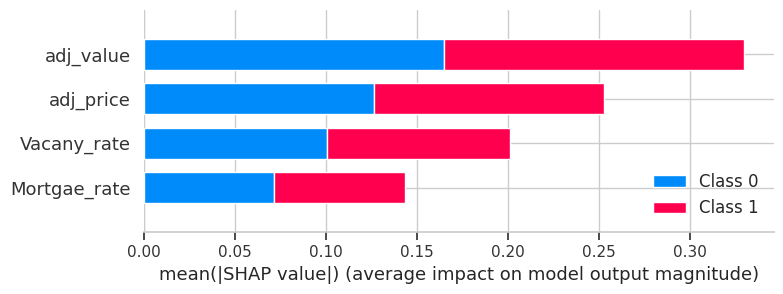 adj_value
adj_price
Vacany_rate
Mortgae_rate
Class 0
Class 1
0.00 0.05 0.10 0.15 0.20 0.25 0.30
mean(|SHAP value|) (average impact on model output magnitude)